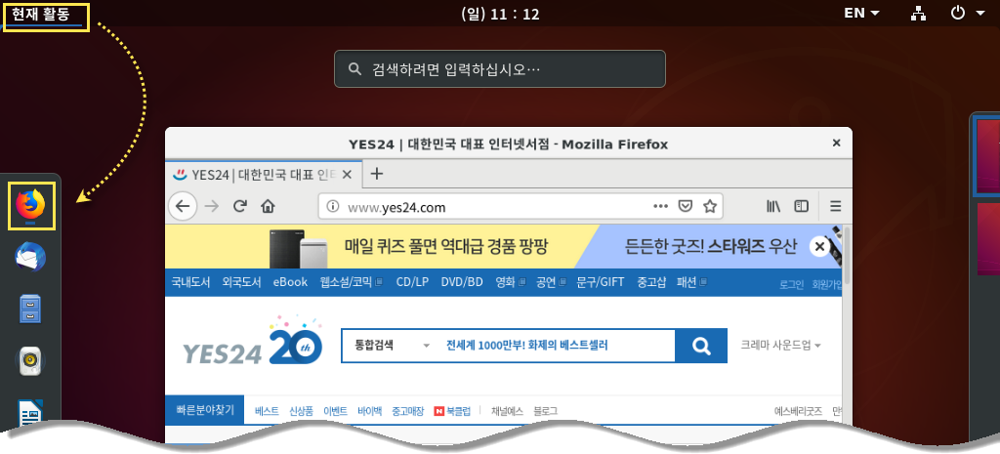 현재 활동
(일) 11 : 12
EN
검색하려면 입력하십시오…
YES24 | 대한민국 대표 인터넷서점 - Mozilla Firefox
YES24 | 대한민국 대표
www.yes24.com
매일 퀴즈 풀면 역대급 경품 팡팡
든든한 굿즈! 스타워즈 우산
국내도서 외국도서 eBook 웹소설/코믹 CD/LP DVD/BD 영화 공연 문구/GIFT 중고샵 패션
로그인 회원가입
YES24 20th
통합검색
전세계 1000만부! 화제의 베스트셀러
크레마 사운드업
빠른분야찾기
베스트 신상품 이벤트 바이백 중고매장 N 북클럽 채널예스 블로그
예스베리굿즈